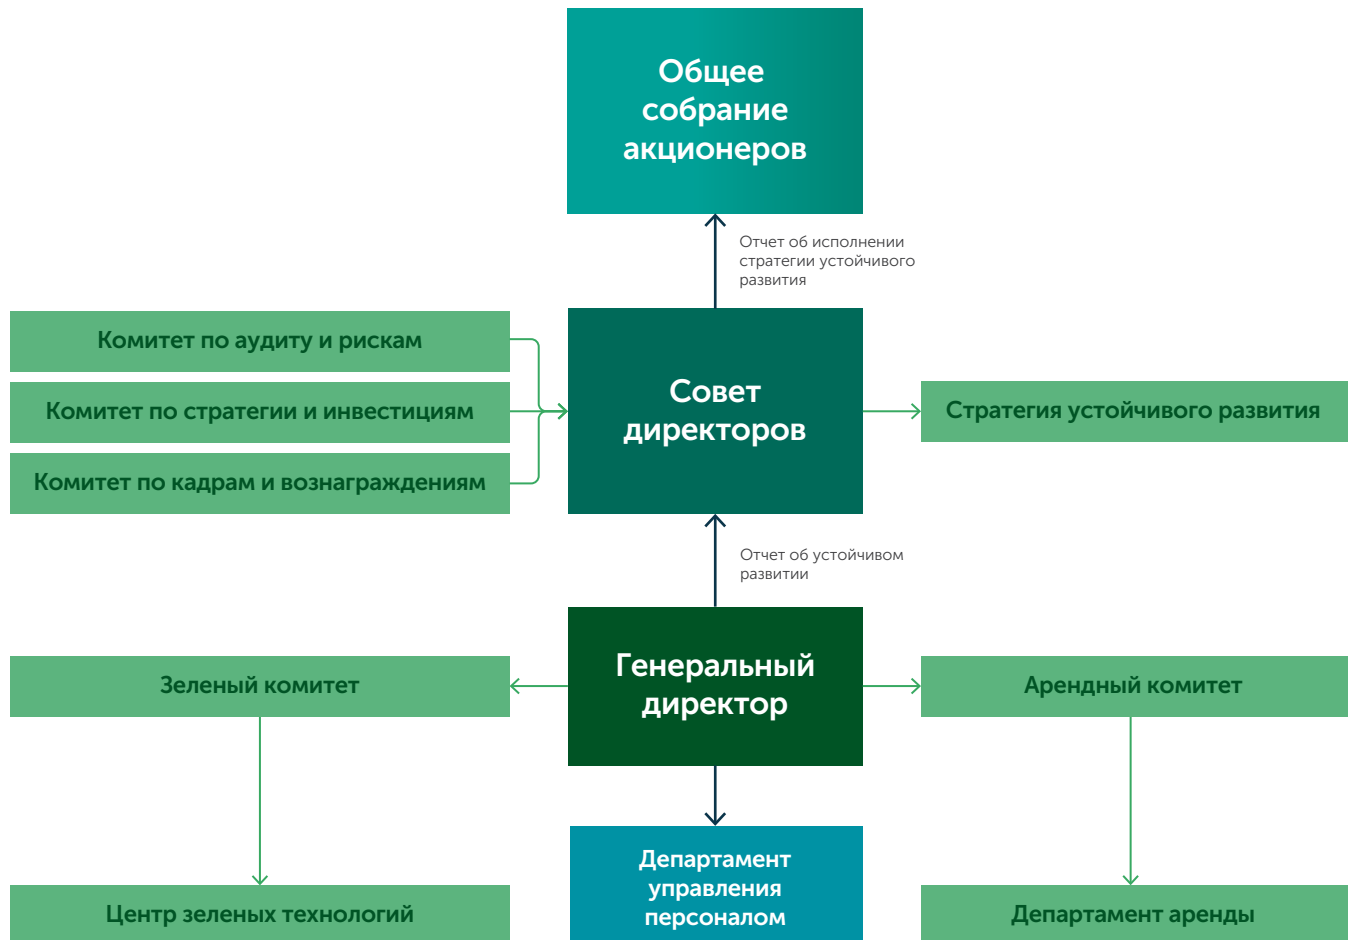 Общее
собрание
акционеров
Отчет об исполнении
стратегии устойчивого
развития
Комитет по аудиту и рискам
Комитет по стратегии и инвестициям
Комитет по кадрам и вознаграждениям
Совет
директоров
Стратегия устойчивого развития
Отчет об устойчивом
развитии
Зеленый комитет
Генеральный
директор
Арендный комитет
Центр зеленых технологий
Департамент
управления
персоналом
Департамент аренды